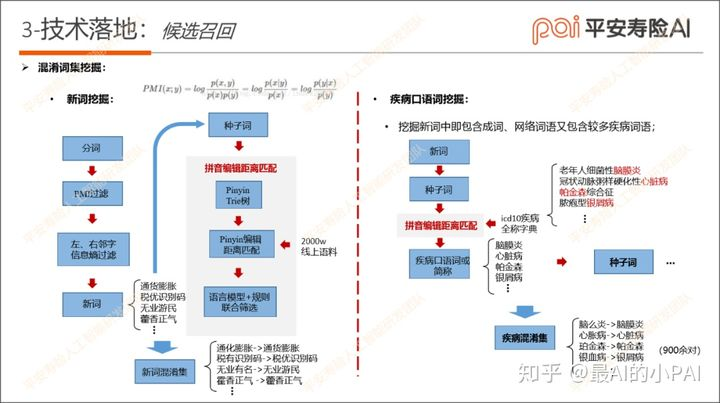 3-技术落地：候选召回
pai 平安寿险AI
➢ 混淆词集挖掘：
• 新词挖掘：
PMI(x; y) = log p(x,y)/p(x)p(y) = log p(x|y)/p(x) = log p(y|x)/p(y)
分词
PMI过滤
左、右邻字
信息熵过滤
新词
通货膨胀
税优识别码
无业游民
藿香正气
⋮
种子词
拼音编辑距离匹配
Pinyin
Trie树
Pinyin编辑
距离匹配
2000w
线上语料
语言模型+规则
联合筛选
新词混淆集
通化膨胀->通货膨胀
税有识别码->税优识别码
无业有名->无业游民
霍香正气->藿香正气
⋮
• 疾病口语词挖掘：
• 挖掘新词中即包含成词、网络词语又包含较多疾病词语；
新词
种子词
拼音编辑距离匹配
疾病口语词或
简称
老年人细菌性脑膜炎
冠状动脉粥样硬化性心脏病
帕金森综合征
脓疱型银屑病
icd10疾病
全称字典
脑膜炎
心脏病
帕金森
银屑病
⋮
种子词
...
疾病混淆集
脑么炎->脑膜炎
心胀病->心脏病
珀金森->帕金森
银血病->银屑病
⋮
(900余对)
知乎 @最AI的小PAI
平安寿险人工智能研发团队